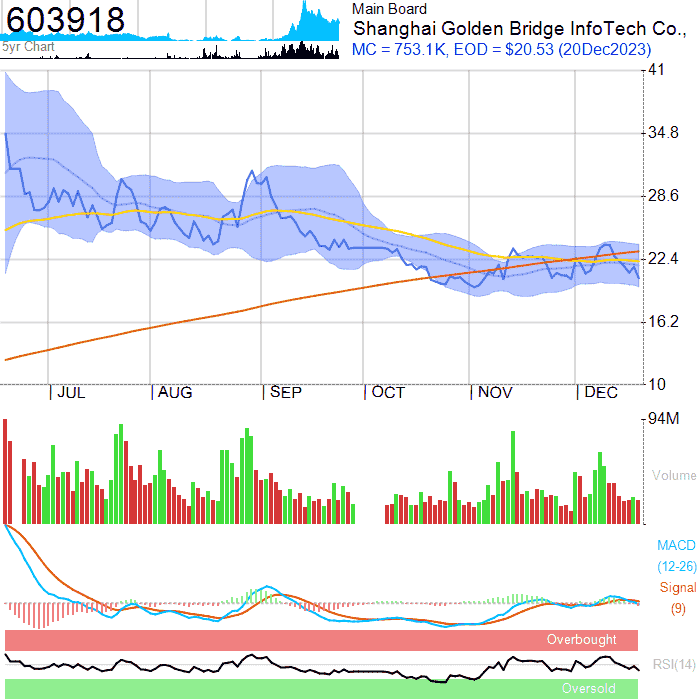 603918
5yr Chart
Main Board
Shanghai Golden Bridge InfoTech Co.,
MC = 753.1K, EOD = $20.53 (20Dec2023)
41
34.8
28.6
22.4
16.2
10
JUL
AUG
SEP
OCT
NOV
DEC
94M
Volume
MACD
(12-26)
Signal
(9)
Overbought
RSI(14)
Oversold